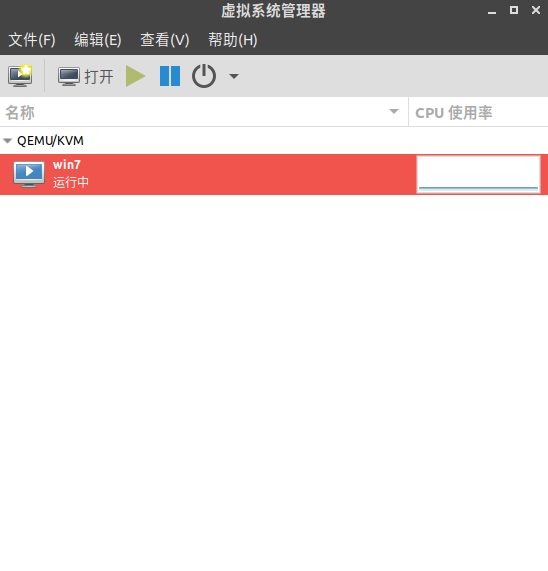 虚拟系统管理器
文件(F) 编辑(E) 查看(V) 帮助(H)
打开
名称 CPU 使用率
QEMU/KVM
win7
运行中